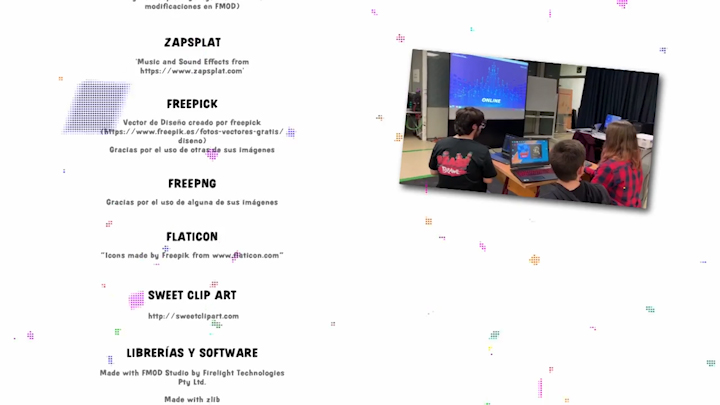 modificaciones en FMOD)
ZAPSPLAT
'Music and Sound Effects from
https://www.zapsplat.com'
FREEPICK
Vector de Diseño creado por freepick
(https://www.freepik.es/fotos-vectores-gratis/
diseno)
Gracias por el uso de otras de sus imágenes
FREEPNG
Gracias por el uso de alguna de sus imágenes
FLATICON
"Icons made by Freepik from www.flaticon.com"
SWEET CLIP ART
http://sweetclipart.com
LIBRERÍAS Y SOFTWARE
Made with FMOD Studio by Firelight Technologies
Pty Ltd.
Made with zlib
ONLINE